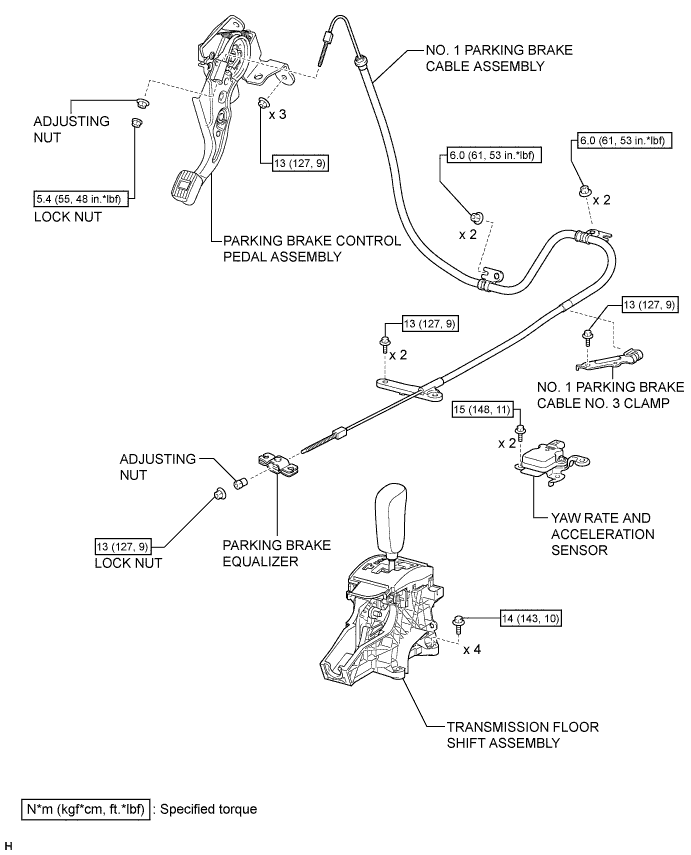 NO. 1 PARKING BRAKE
CABLE ASSEMBLY
ADJUSTING
NUT
x 3
13 (127, 9)
6.0 (61, 53 in.*lbf)
x 2
6.0 (61, 53 in.*lbf)
x 2
5.4 (55, 48 in.*lbf)
LOCK NUT
PARKING BRAKE CONTROL
PEDAL ASSEMBLY
13 (127, 9)
x 2
13 (127, 9)
NO. 1 PARKING BRAKE
CABLE NO. 3 CLAMP
15 (148, 11)
x 2
ADJUSTING
NUT
YAW RATE AND
ACCELERATION
SENSOR
13 (127, 9)
LOCK NUT
PARKING BRAKE
EQUALIZER
14 (143, 10)
x 4
TRANSMISSION FLOOR
SHIFT ASSEMBLY
N*m (kgf*cm, ft.*lbf) : Specified torque
H